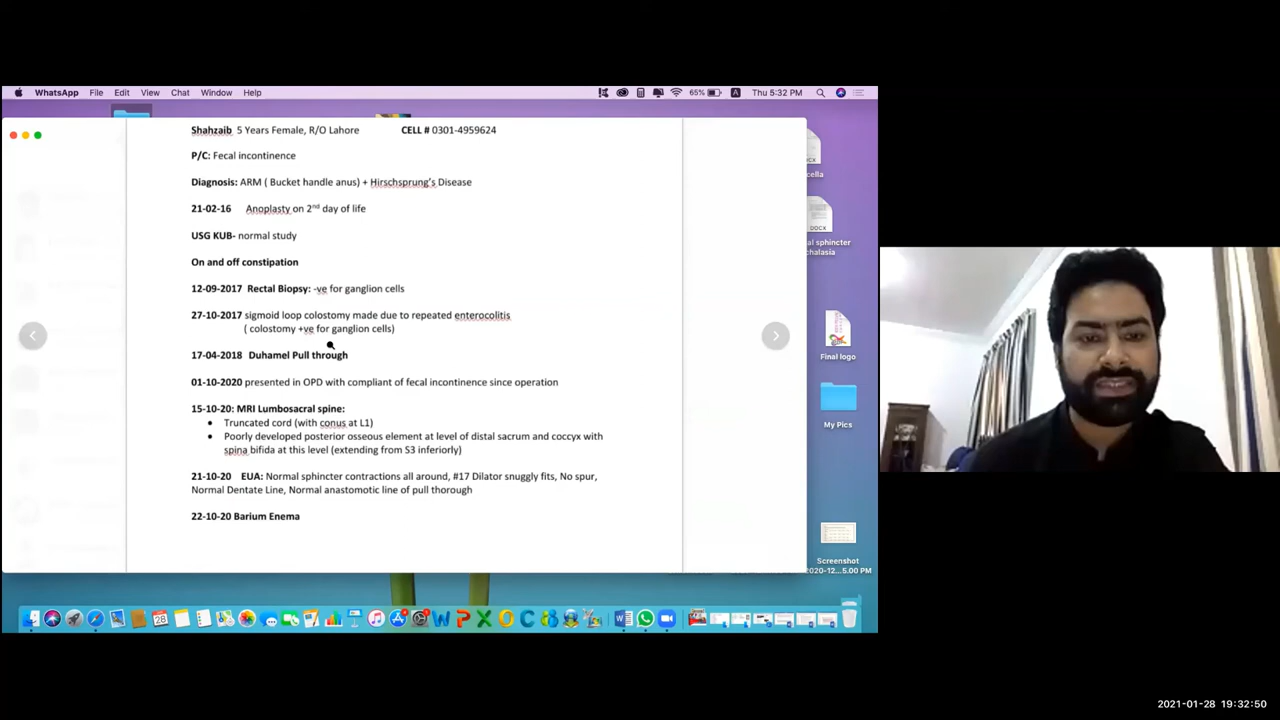 WhatsApp File Edit View Chat Window Help 65% A Thu 5:32 PM
Shahzaib 5 Years Female, R/O Lahore CELL # 0301-4959624
P/C: Fecal incontinence
Diagnosis: ARM ( Bucket handle anus) + Hirschsprung's Disease
21-02-16 Anoplasty on 2nd day of life
USG KUB- normal study
On and off constipation
12-09-2017 Rectal Biopsy: -ve for ganglion cells
27-10-2017 sigmoid loop colostomy made due to repeated enterocolitis
( colostomy +ve for ganglion cells)
17-04-2018 Duhamel Pull through
01-10-2020 presented in OPD with compliant of fecal incontinence since operation
15-10-20: MRI Lumbosacral spine:
• Truncated cord (with conus at L1)
• Poorly developed posterior osseous element at level of distal sacrum and coccyx with
spina bifida at this level (extending from S3 inferiorly)
21-10-20 EUA: Normal sphincter contractions all around, #17 Dilator snuggly fits, No spur,
Normal Dentate Line, Normal anastomotic line of pull thorough
22-10-20 Barium Enema
DOCX
sphincter
Final logo
My Pics
Screenshot
2020-12...5.00 PM
2021-01-28 19:32:50